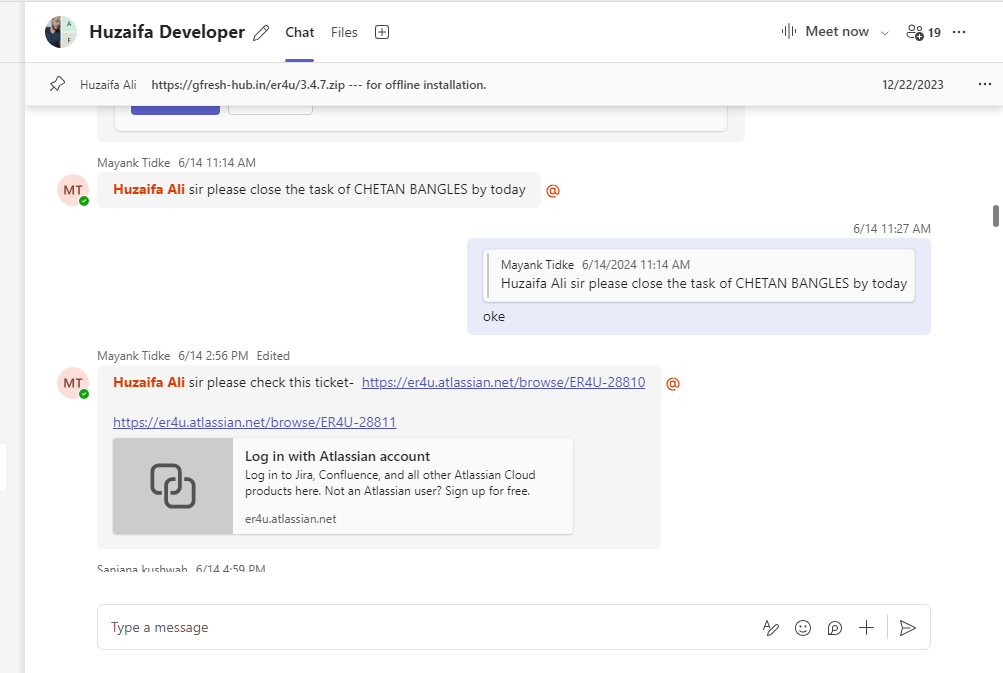 Huzaifa Developer Chat Files Meet now 19
Huzaifa Ali https://gfresh-hub.in/er4u/3.4.7.zip --- for offline installation. 12/22/2023
Mayank Tidke 6/14 11:14 AM
MT Huzaifa Ali sir please close the task of CHETAN BANGLES by today
6/14 11:27 AM
Mayank Tidke 6/14/2024 11:14 AM
Huzaifa Ali sir please close the task of CHETAN BANGLES by today
oke
Mayank Tidke 6/14 2:56 PM Edited
MT Huzaifa Ali sir please check this ticket- https://er4u.atlassian.net/browse/ER4U-28810
https://er4u.atlassian.net/browse/ER4U-28811
Log in with Atlassian account
Log in to Jira, Confluence, and all other Atlassian Cloud
products here. Not an Atlassian user? Sign up for free.
er4u.atlassian.net
Sanjana kushwah 6/14 4:59 PM
Type a message